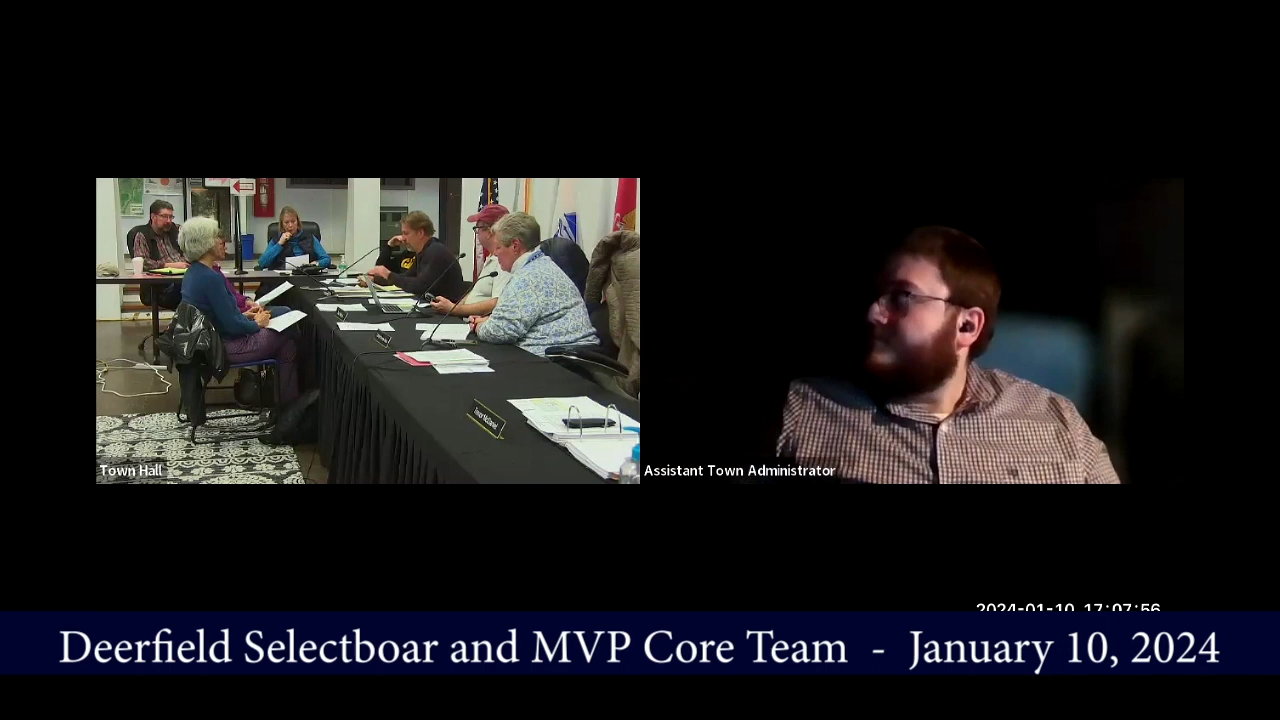 Town Hall
Assistant Town Administrator
2024-01-10 17:07:56
Deerfield Selectboar and MVP Core Team - January 10, 2024